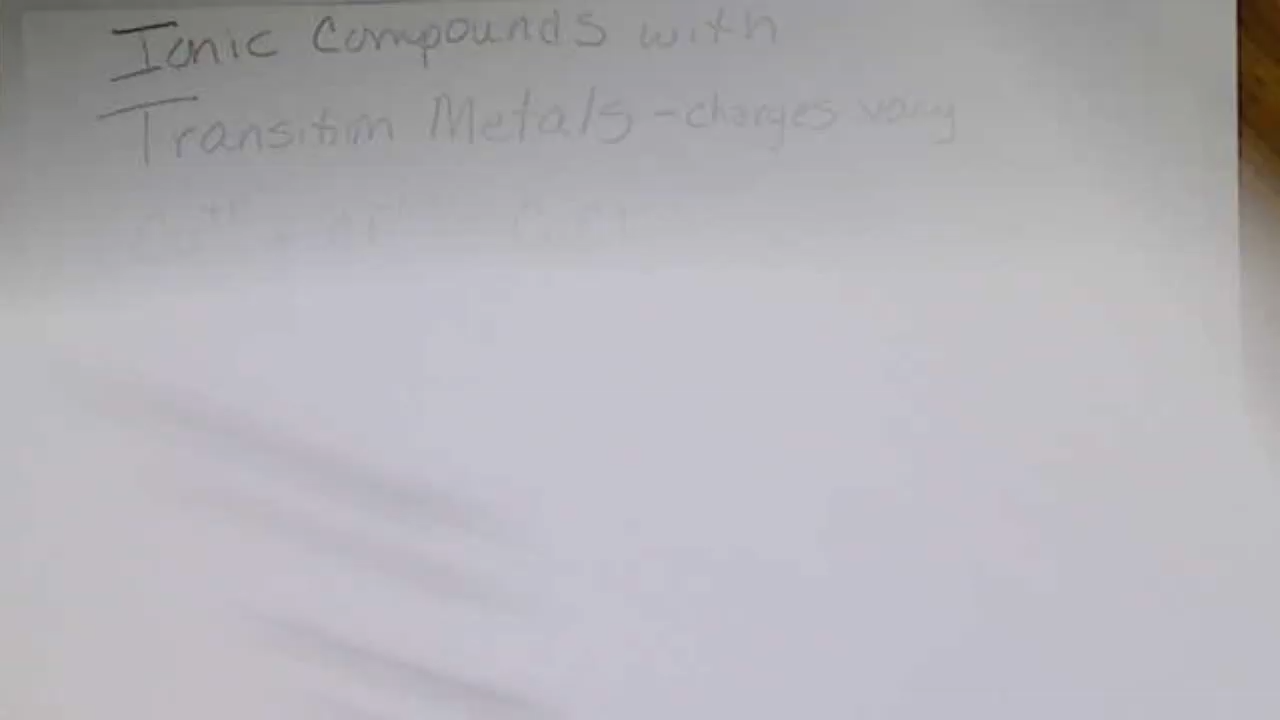 Ionic Compounds with
Transition Metals - charges vary